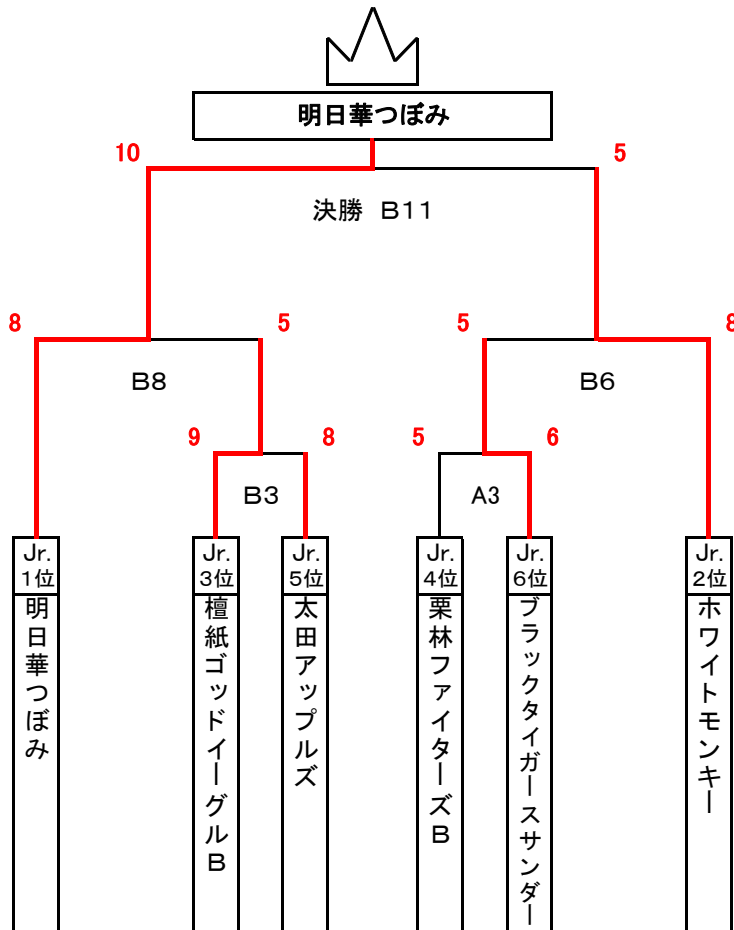 明日華つぼみ
10
5
決勝 B11
8
5
5
8
B8
B6
9
8
5
6
B3
A3
Jr.
1位
明日華つぼみ
Jr.
3位
檀紙ゴッドイーグルB
Jr.
5位
太田アップルズ
Jr.
4位
栗林ファイターズB
Jr.
6位
ブラックタイガースサンダー
Jr.
2位
ホワイトモンキー